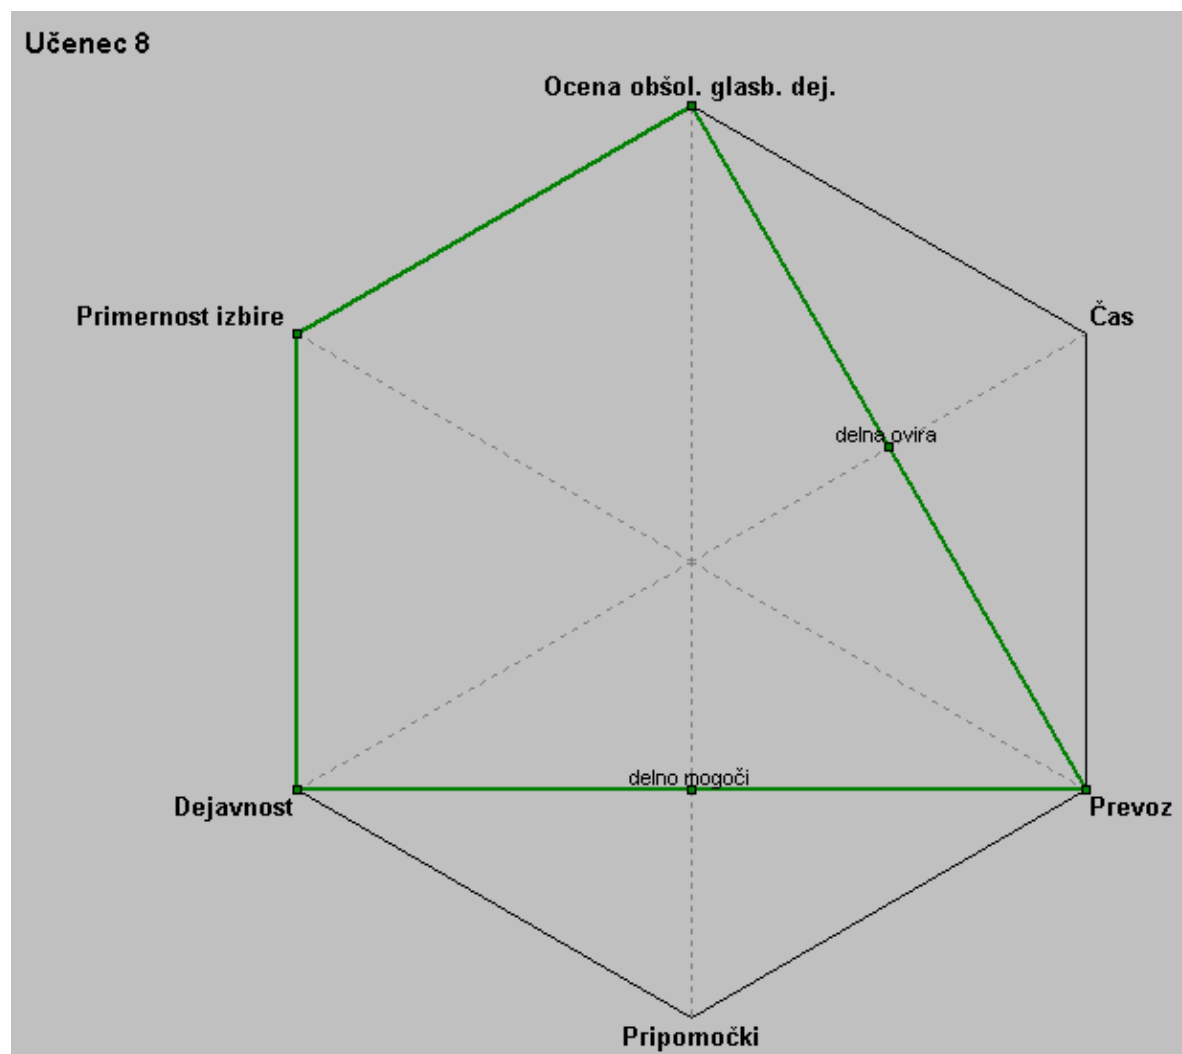 Učenec 8
Ocena obšol. glasb. dej.
Primernost izbire
Čas
delna ovira
delno mogoči
Dejavnost
Prevoz
Pripomočki